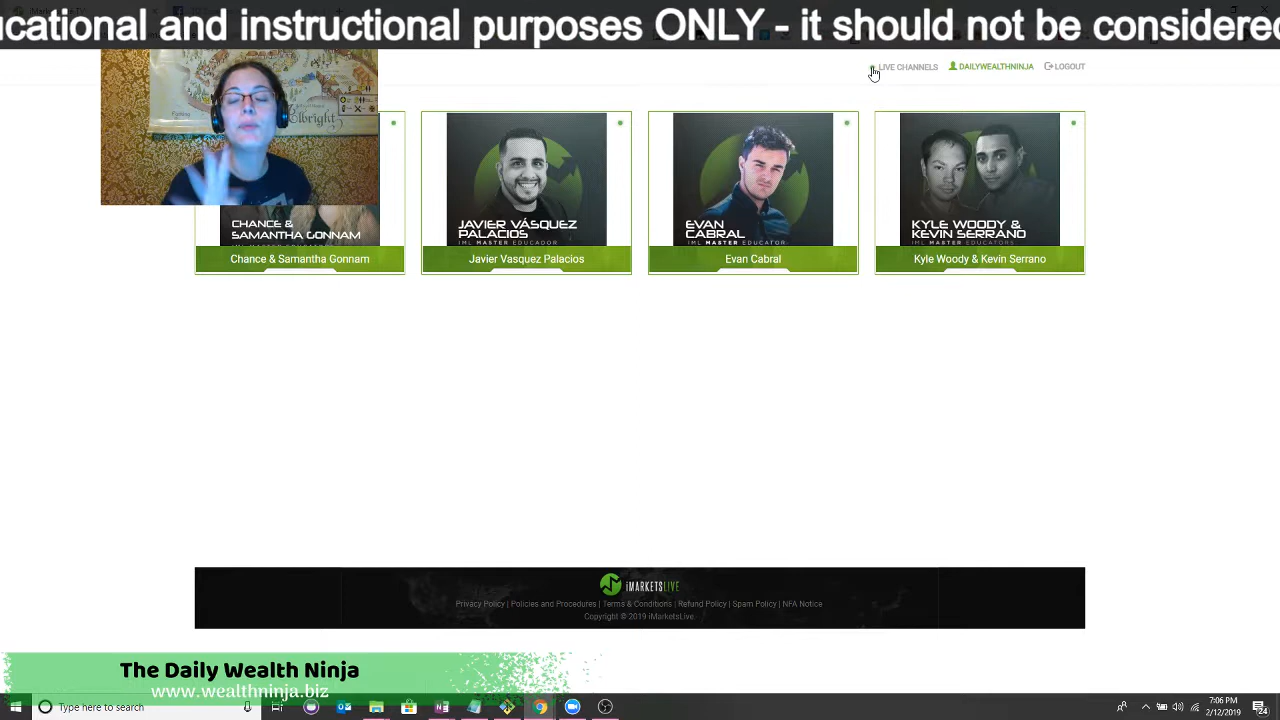 ucational and instructional purposes ONLY - it should not be considered
LIVE CHANNELS DAILYWEALTHNINJA LOGOUT
CHANCE &
SAMANTHA GONNAM
Chance & Samantha Gonnam
JAVIER VÁSQUEZ
PALACIOS
IML MASTER EDUCADOR
Javier Vasquez Palacios
EVAN
CABRAL
IML MASTER EDUCATOR
Evan Cabral
KYLE WOODY &
KEVIN SERRANO
IML MASTER EDUCATORS
Kyle Woody & Kevin Serrano
iMARKETSLIVE
Privacy Policy | Policies and Procedures | Terms & Conditions | Refund Policy | Spam Policy | NFA Notice
Copyright © 2019 iMarketsLive.
The Daily Wealth Ninja
www.wealthninja.biz
Type here to search
7:06 PM
2/12/2019